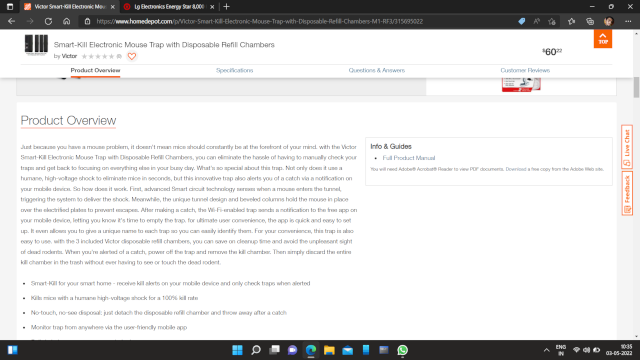 Victor Smart-Kill Electronic Mou
Lg Electronics Energy Star 8,000
https://www.homedepot.com/p/Victor-Smart-Kill-Electronic-Mouse-Trap-with-Disposable-Refill-Chambers-M1-RF3/315695022
Smart-Kill Electronic Mouse Trap with Disposable Refill Chambers
by Victor
(0)
$60.22
TOP
Product Overview
Specifications
Questions & Answers
Customer Reviews
Product Overview
Just because you have a mouse problem, it doesn't mean mice should constantly be at the forefront of your mind, with the Victor
Smart-Kill Electronic Mouse Trap with Disposable Refill Chambers, you can eliminate the hassle of having to manually check your
traps and get back to focusing on everything else in your busy day. What's so special about this trap. Not only does it use a
humane, high-voltage shock to eliminate mice in seconds, but this innovative trap also alerts you of a catch via a notification on
your mobile device. So how does it work. First, advanced Smart circuit technology senses when a mouse enters the tunnel,
triggering the system to deliver the shock. Meanwhile, the unique tunnel design and beveled columns hold the mouse in place
over the electrified plates to prevent escapes. After making a catch, the Wi-Fi-enabled trap sends a notification to the free app on
your mobile device, letting you know it's time to empty the trap, for ultimate user convenience, the app is quick and easy to set
up. It even allows you to give a unique name to each trap so you can easily identify them. For your convenience, this trap is also
easy to use. with the 3 included Victor disposable refill chambers, you can save on cleanup time and avoid the unpleasant sight
of dead rodents. When you're alerted of a catch, power off the trap and remove the kill chamber. Then simply discard the entire
kill chamber in the trash without ever having to see or touch the dead rodent.
• Smart-Kill for your smart home - receive kill alerts on your mobile device and only check traps when alerted
• Kills mice with a humane high-voltage shock for a 100% kill rate
• No-touch, no-see disposal: just detach the disposable refill chamber and throw away after a catch
• Monitor trap from anywhere via the user-friendly mobile app
Info & Guides
• Full Product Manual
You will need Adobe® Acrobat® Reader to view PDF documents. Download a free copy from the Adobe Web site.
Live Chat
Feedback
ENG
IN
10:35
03-05-2022